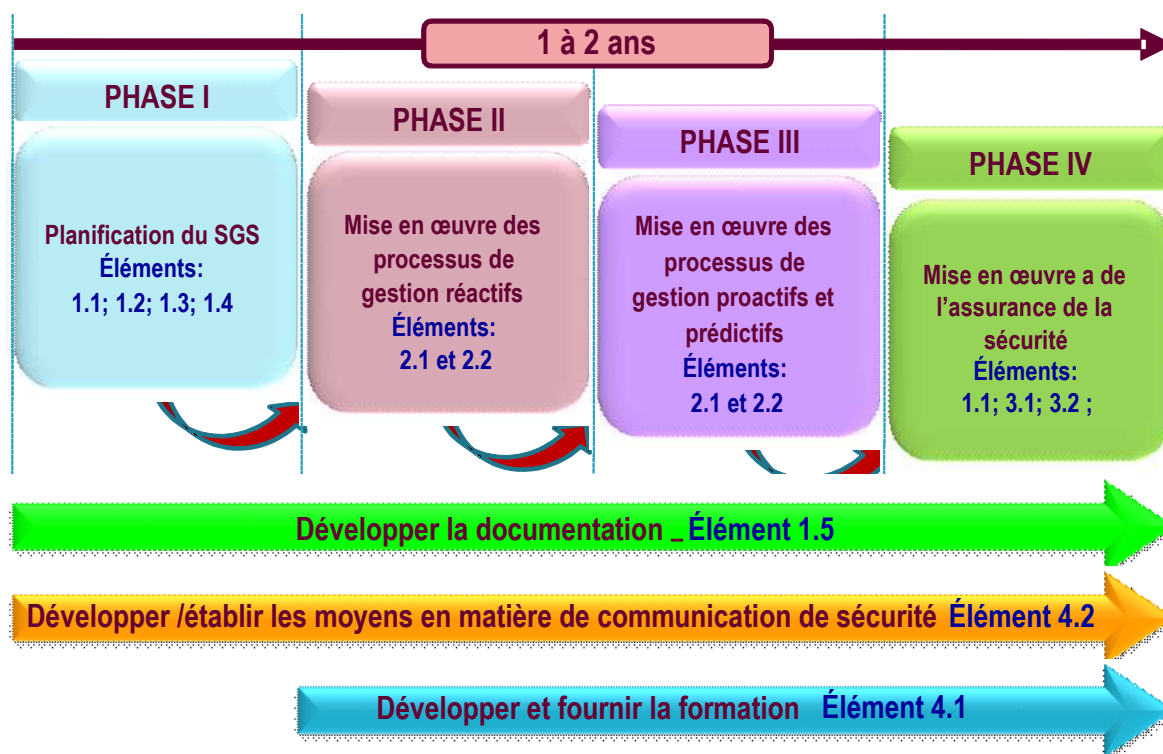 1 à 2 ans
PHASE I
Planification du SGS
Éléments:
1.1; 1.2; 1.3; 1.4
PHASE II
Mise en œuvre des
processus de
gestion réactifs
Éléments:
2.1 et 2.2
PHASE III
Mise en œuvre des
processus de
gestion proactifs et
prédictifs
Éléments:
2.1 et 2.2
PHASE IV
Mise en œuvre a de
l’assurance de la
sécurité
Éléments:
1.1; 3.1; 3.2 ;
Développer la documentation _ Élément 1.5
Développer /établir les moyens en matière de communication de sécurité Élément 4.2
Développer et fournir la formation Élément 4.1